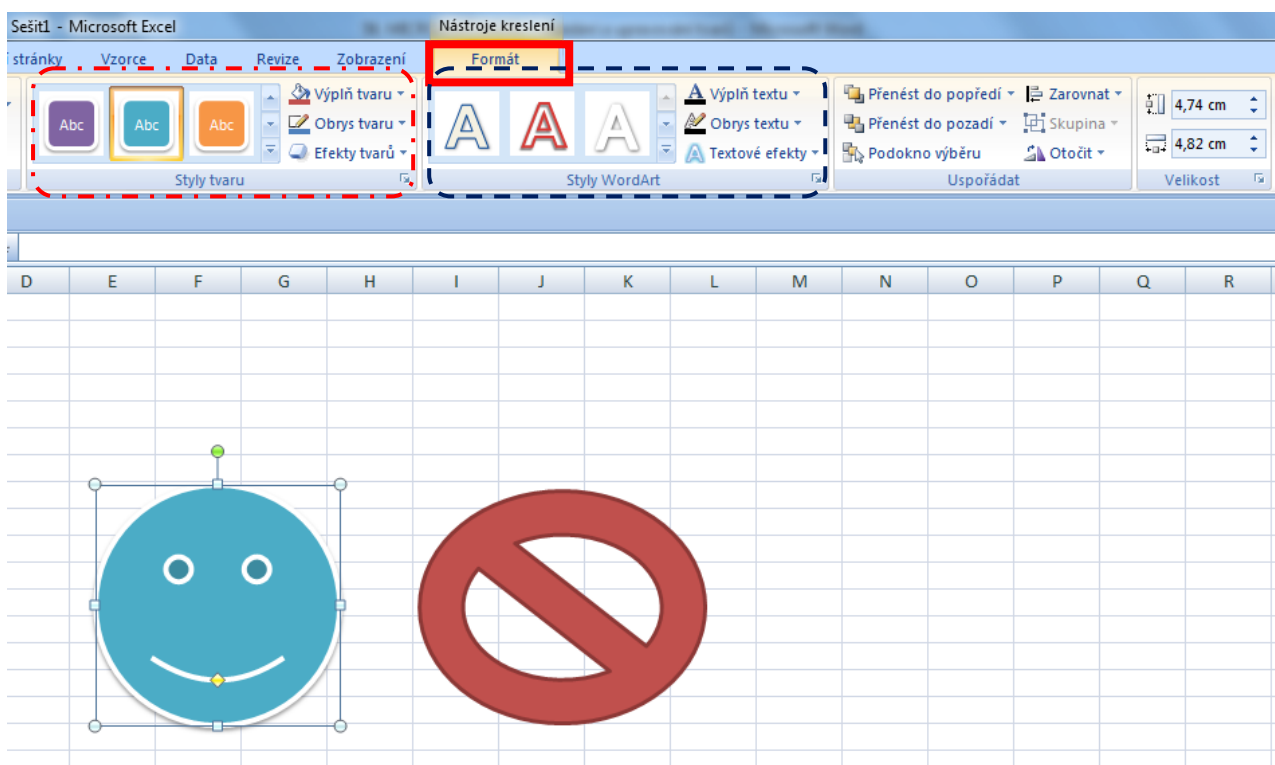 Sešit1 - Microsoft Excel
Nástroje kreslení
stránky Vzorce Data Revize Zobrazení Formát
Abc Abc Abc
Výplň tvaru
Obrys tvaru
Efekty tvarů
Styly tvaru
A A A
Výplň textu
Obrys textu
Textové efekty
Styly WordArt
Přenést do popředí
Přenést do pozadí
Podokno výběru
Zarovnat
Skupina
Otočit
Uspořádat
4,74 cm
4,82 cm
Velikost
D E F G H I J K L M N O P Q R